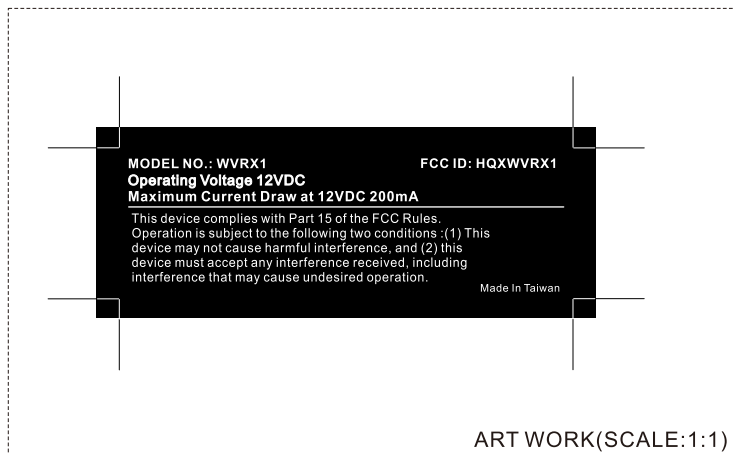 MODEL NO.: WVRX1 FCC ID: HQXWVRX1
Operating Voltage 12VDC
Maximum Current Draw at 12VDC 200mA
This device complies with Part 15 of the FCC Rules.
Operation is subject to the following two conditions :(1) This
device may not cause harmful interference, and (2) this
device must accept any interference received, including
interference that may cause undesired operation.
Made In Taiwan
ART WORK(SCALE:1:1)